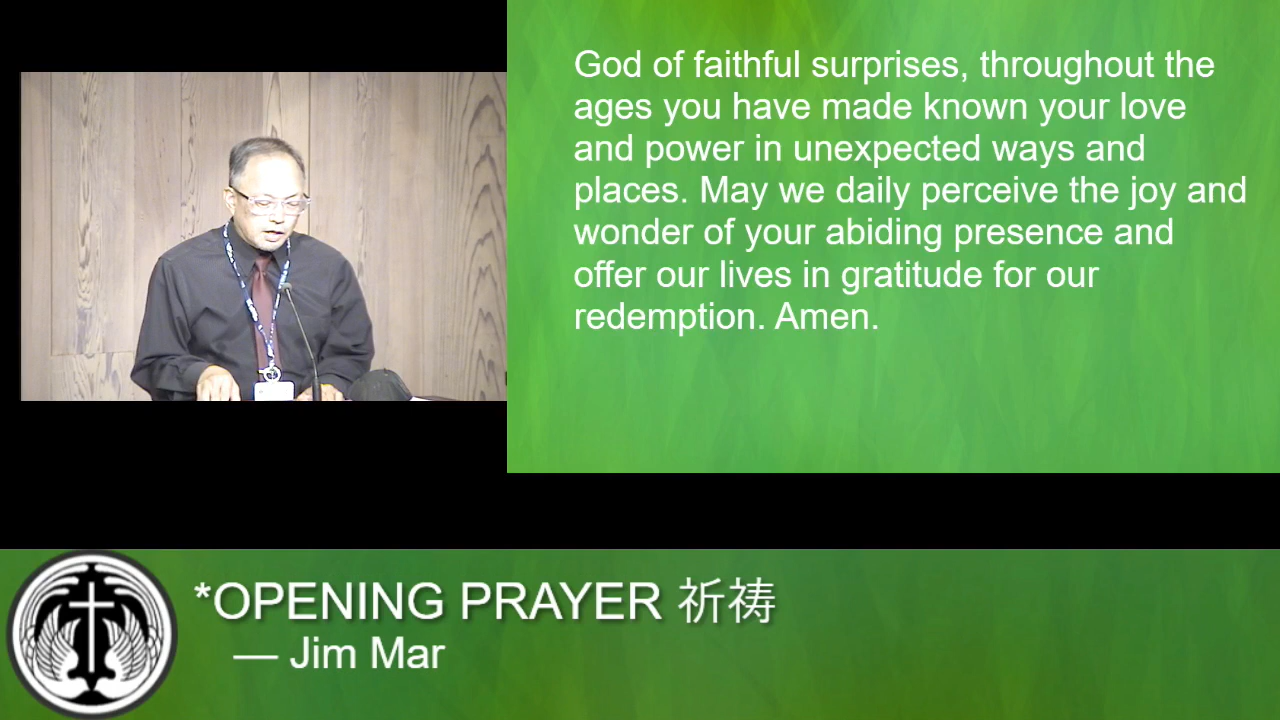 God of faithful surprises, throughout the
ages you have made known your love
and power in unexpected ways and
places. May we daily perceive the joy and
wonder of your abiding presence and
offer our lives in gratitude for our
redemption. Amen.
*OPENING PRAYER 祈祷
— Jim Mar